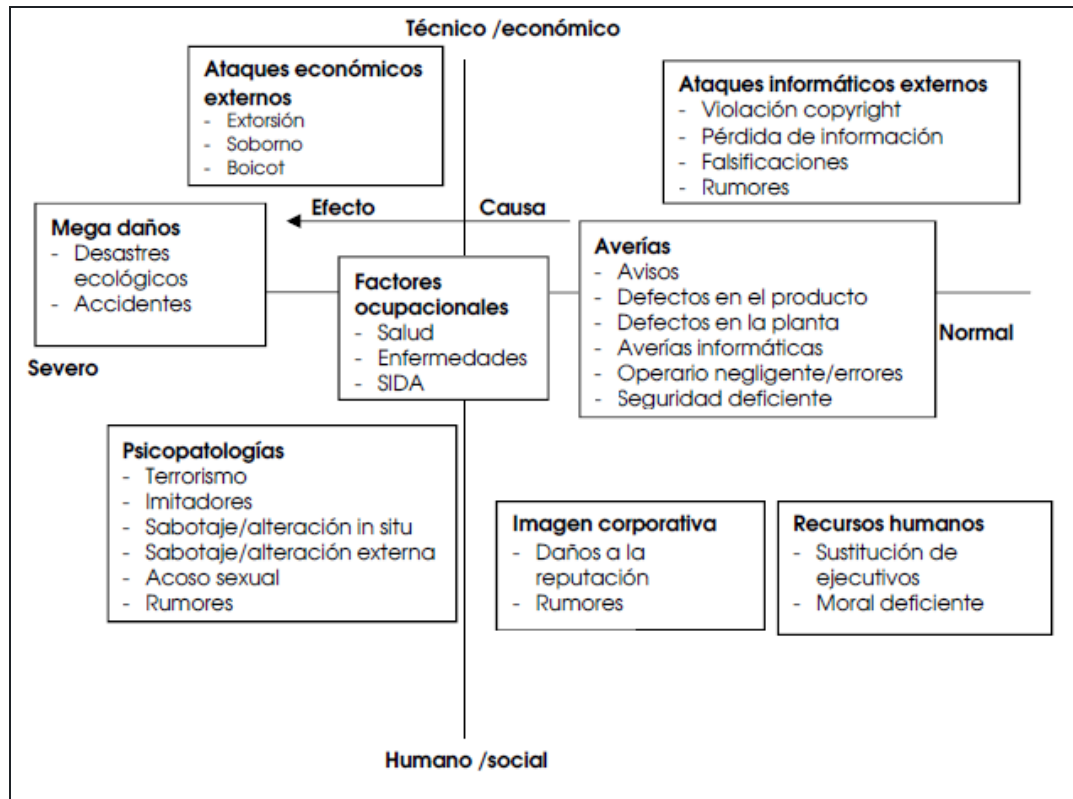 Técnico /económico
Ataques económicos
externos
- Extorsión
- Soborno
- Boicot
Ataques informáticos externos
- Violación copyright
- Pérdida de información
- Falsificaciones
- Rumores
Efecto
Causa
Mega daños
- Desastres
ecológicos
- Accidentes
Severo
Factores
ocupacionales
- Salud
- Enfermedades
- SIDA
Averías
- Avisos
- Defectos en el producto
- Defectos en la planta
- Averías informáticas
- Operario negligente/errores
- Seguridad deficiente
Normal
Psicopatologías
- Terrorismo
- Imitadores
- Sabotaje/alteración in situ
- Sabotaje/alteración externa
- Acoso sexual
- Rumores
Imagen corporativa
- Daños a la
reputación
- Rumores
Recursos humanos
- Sustitución de
ejecutivos
- Moral deficiente
Humano /social